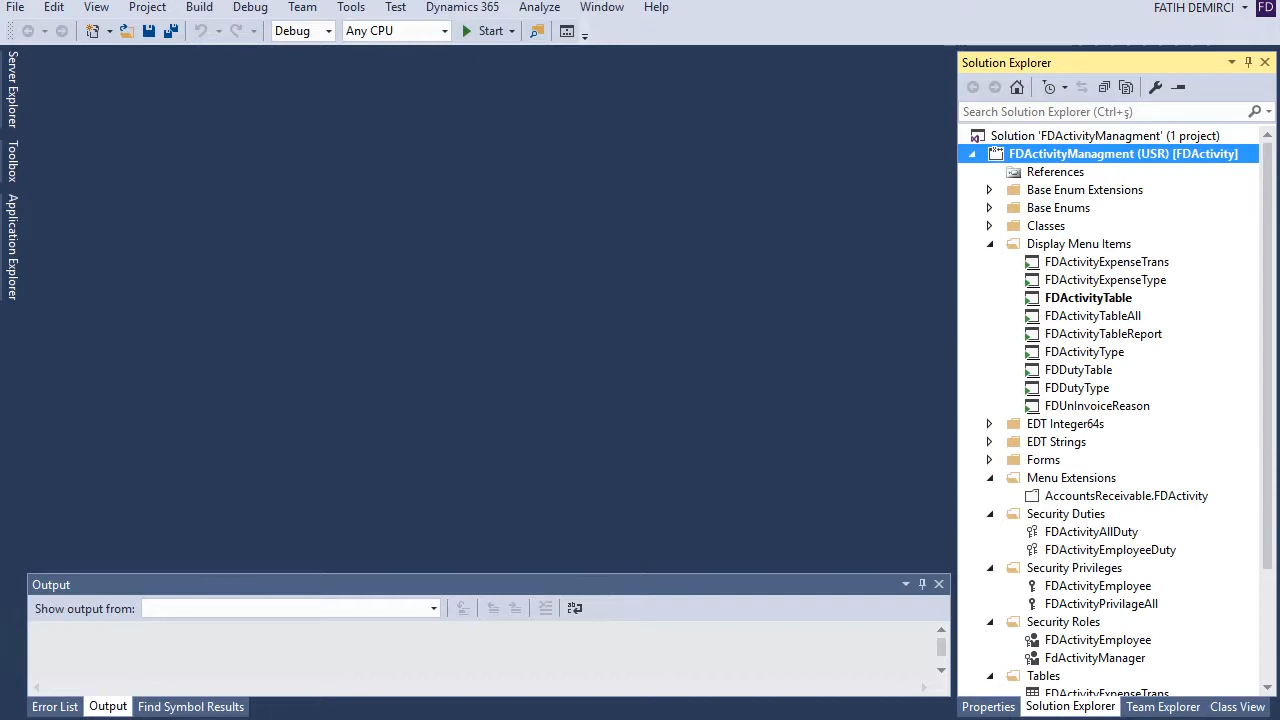 File Edit View Project Build Debug Team Tools Test Dynamics 365 Analyze Window Help FATIH DEMIRCI FD
Debug Any CPU Start
Server Explorer
Toolbox
Application Explorer
Solution Explorer
Search Solution Explorer (Ctrl+ş)
Solution 'FDActivityManagment' (1 project)
FDActivityManagment (USR) [FDActivity]
References
Base Enum Extensions
Base Enums
Classes
Display Menu Items
FDActivityExpenseTrans
FDActivityExpenseType
FDActivityTable
FDActivityTableAll
FDActivityTableReport
FDActivityType
FDDutyTable
FDDutyType
FDUnInvoiceReason
EDT Integer64s
EDT Strings
Forms
Menu Extensions
AccountsReceivable.FDActivity
Security Duties
FDActivityAllDuty
FDActivityEmployeeDuty
Security Privileges
FDActivityEmployee
FDActivityPrivilageAll
Security Roles
FDActivityEmployee
FdActivityManager
Tables
FDActivityExpenseTrans
Output
Show output from:
Error List Output Find Symbol Results
Properties Solution Explorer Team Explorer Class View